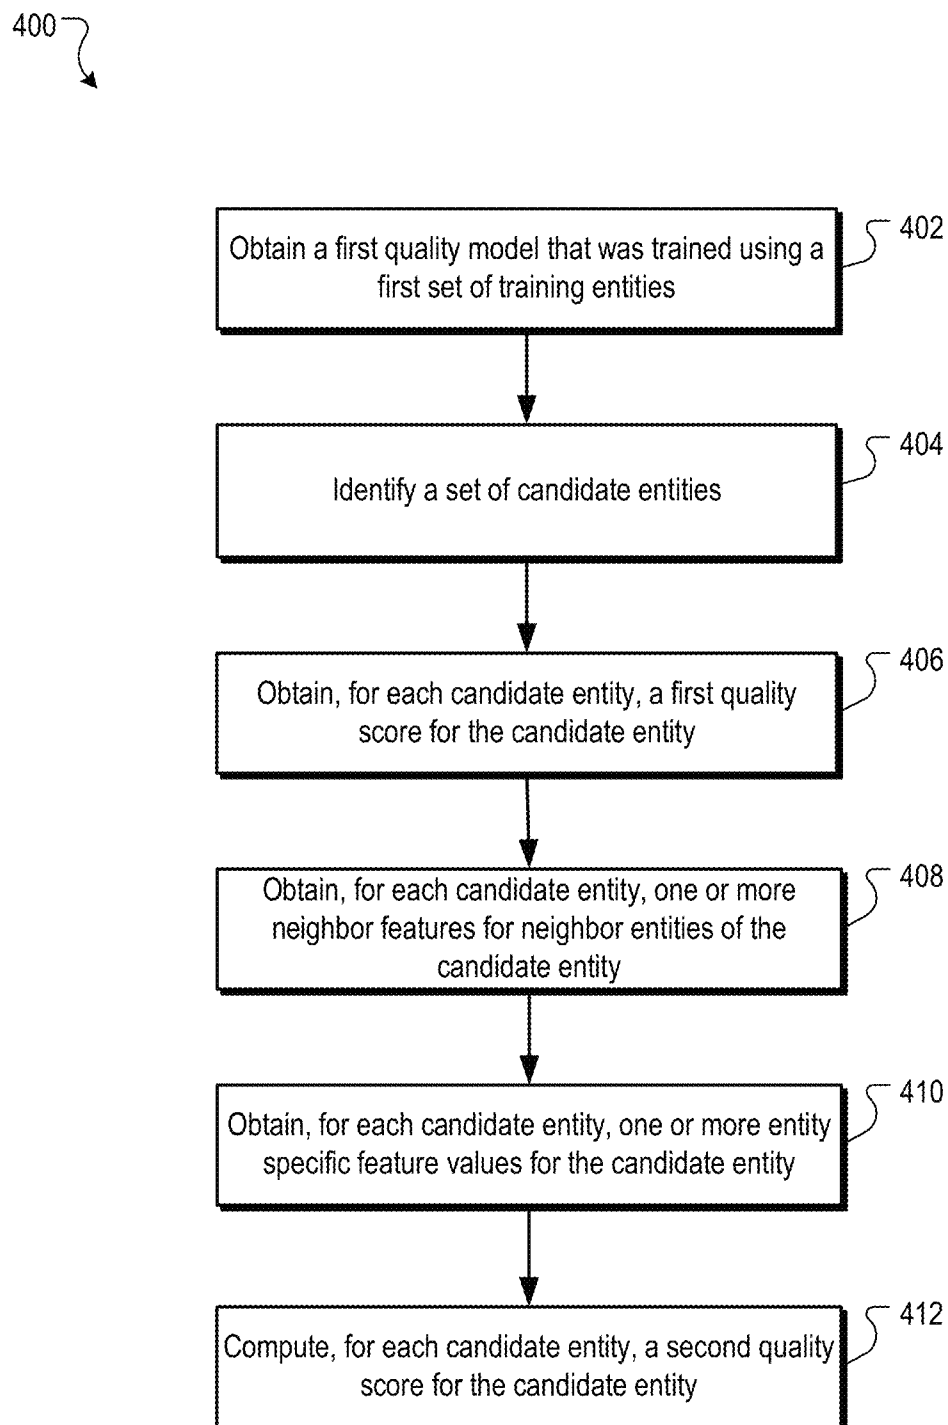 400
Obtain a first quality model that was trained using a
first set of training entities
402
Identify a set of candidate entities
404
Obtain, for each candidate entity, a first quality
score for the candidate entity
406
Obtain, for each candidate entity, one or more
neighbor features for neighbor entities of the
candidate entity
408
Obtain, for each candidate entity, one or more entity
specific feature values for the candidate entity
410
Compute, for each candidate entity, a second quality
score for the candidate entity
412